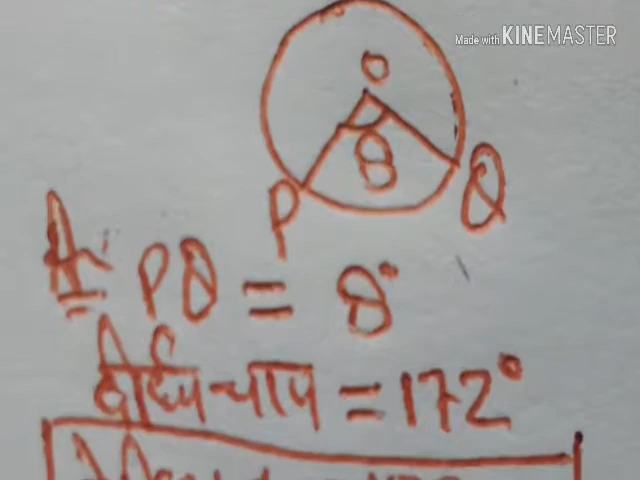 Made with KINEMASTER
O
θ
P Q
A: PQ = 8°
दीर्घ चाप = 172°